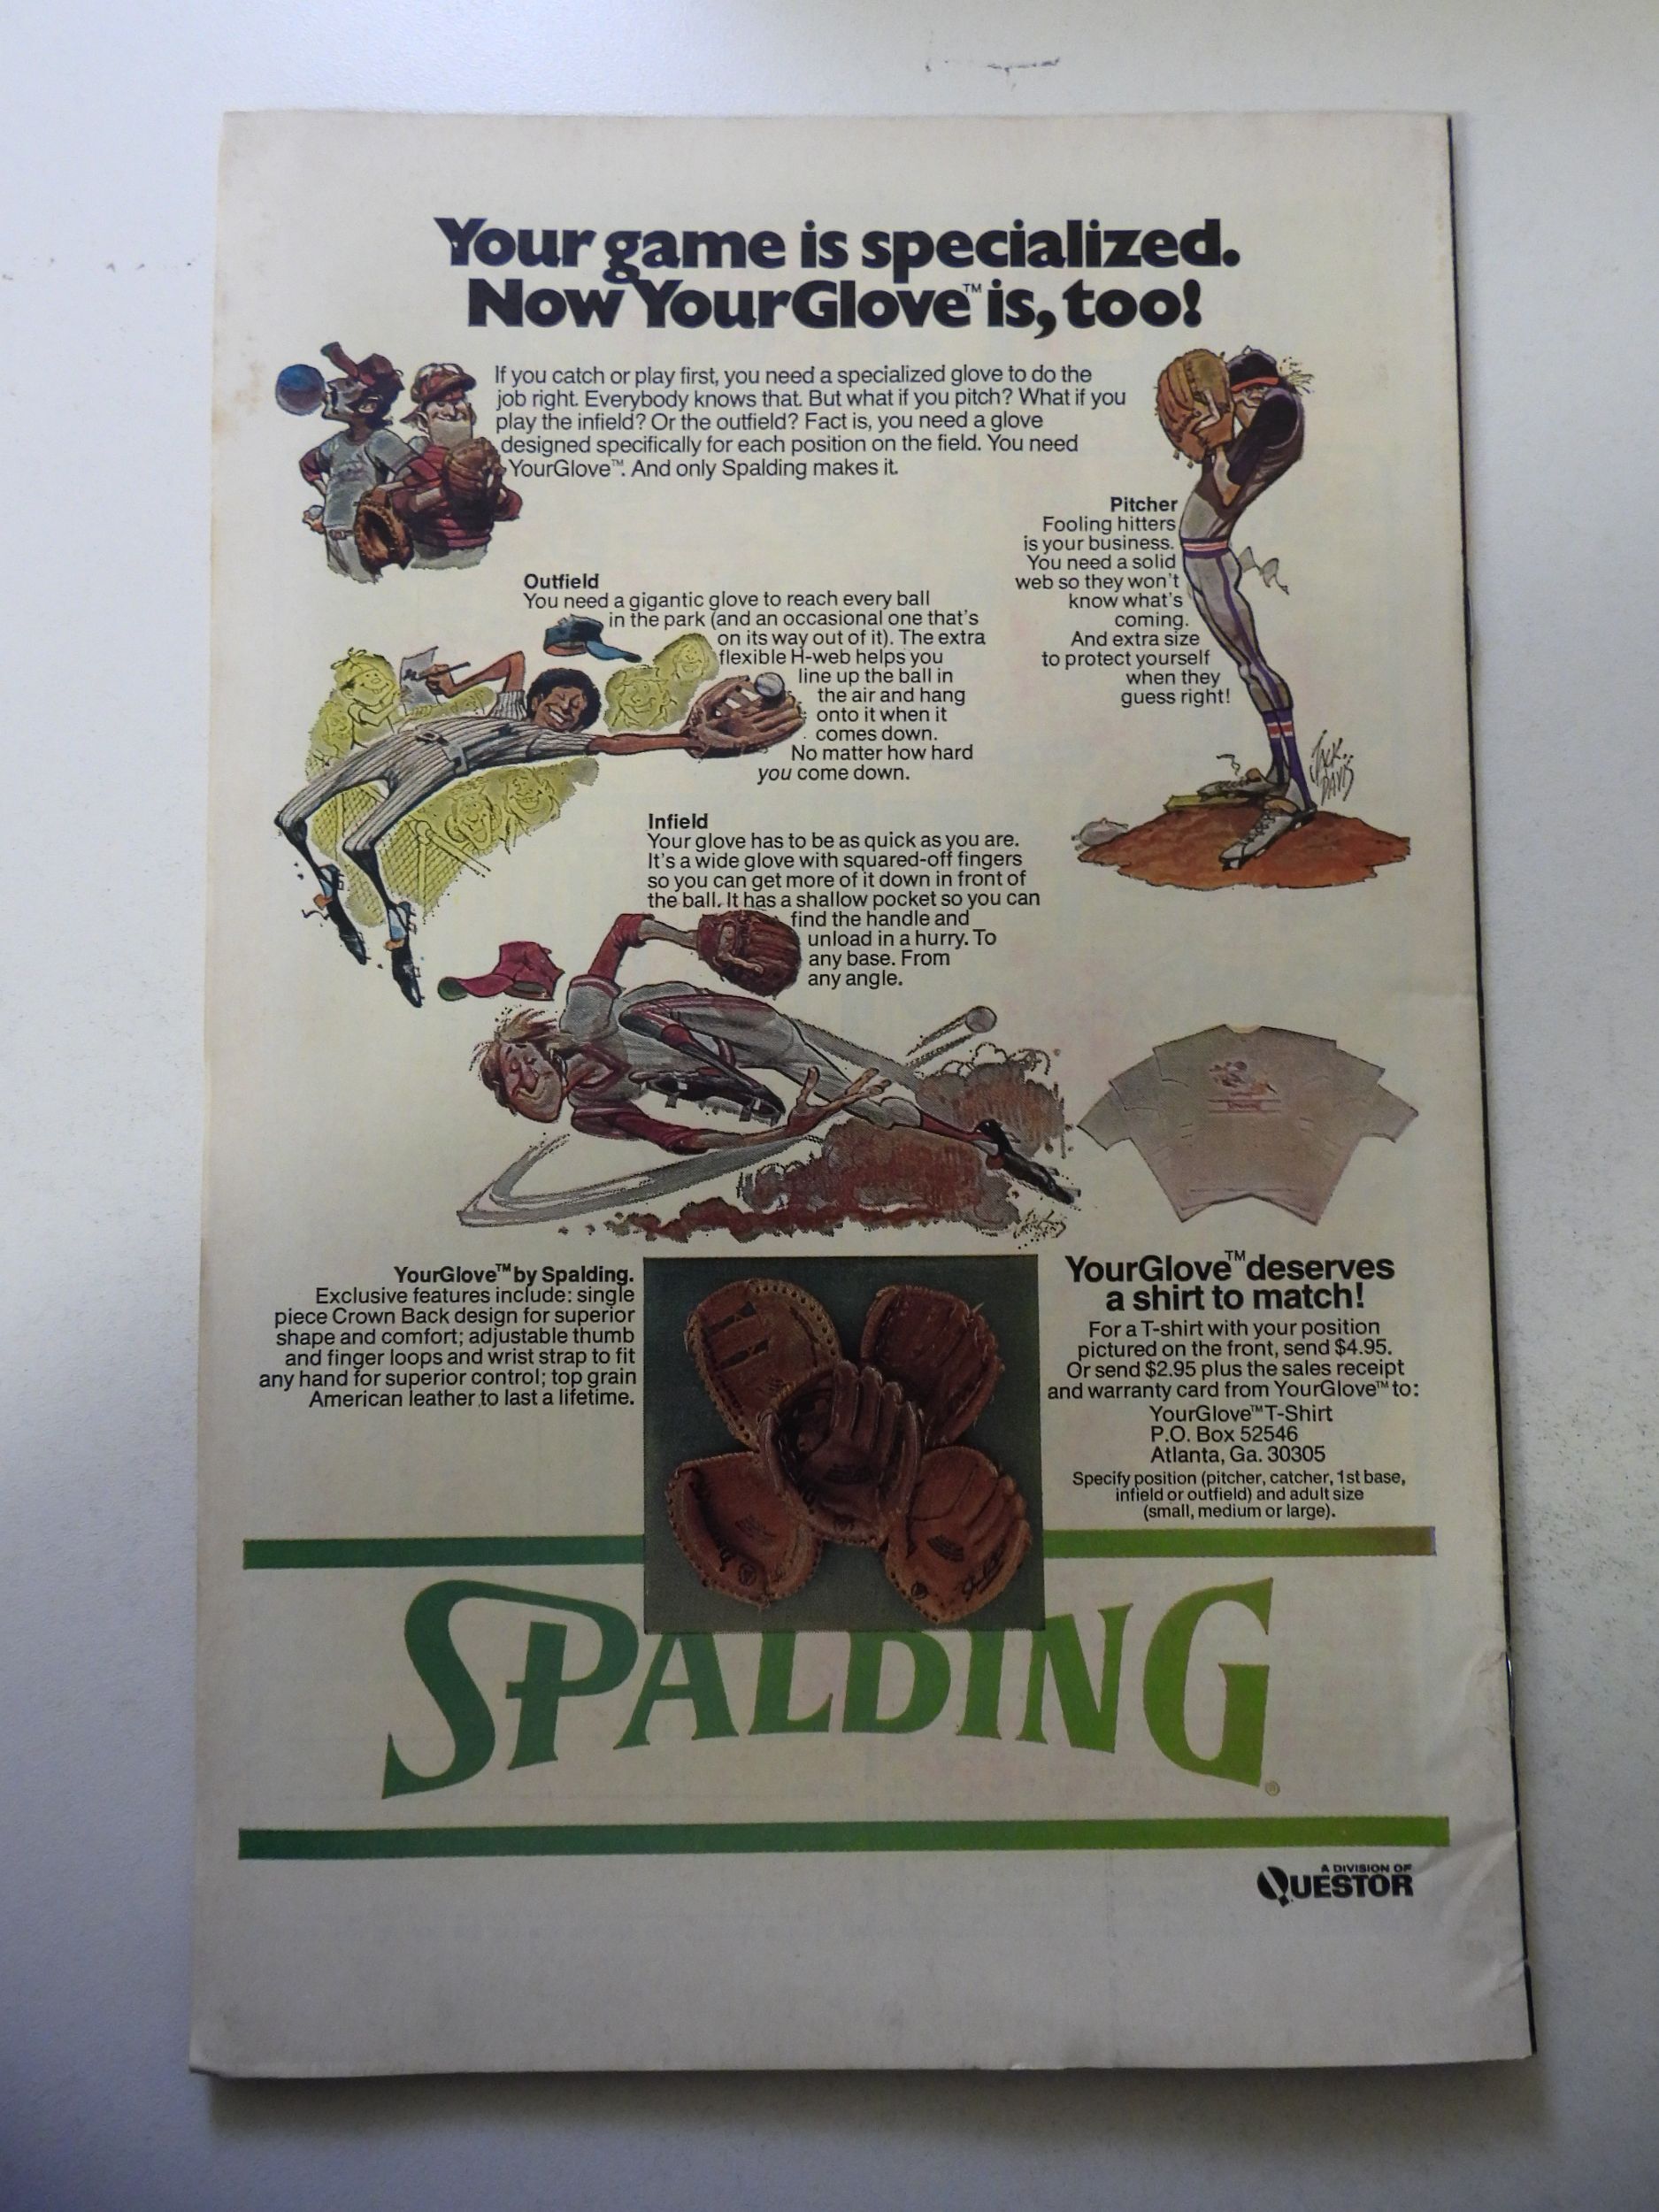 Your game is specialized.
Now YourGlove™ is, too!
If you catch or play first, you need a specialized glove to do the
job right. Everybody knows that. But what if you pitch? What if you
play the infield? Or the outfield? Fact is, you need a glove
designed specifically for each position on the field. You need
YourGlove™. And only Spalding makes it.
Pitcher
Fooling hitters
is your business.
You need a solid
web so they won't
know what's
coming.
And extra size
to protect yourself
when they
guess right!
JACK
DAVIS
Outfield
You need a gigantic glove to reach every ball
in the park (and an occasional one that's
on its way out of it). The extra
flexible H-web helps you
line up the ball in
the air and hang
onto it when it
comes down.
No matter how hard
you come down.
Infield
Your glove has to be as quick as you are.
It's a wide glove with squared-off fingers
so you can get more of it down in front of
the ball. It has a shallow pocket so you can
find the handle and
unload in a hurry. To
any base. From
any angle.
YourGlove™ by Spalding.
Exclusive features include: single
piece Crown Back design for superior
shape and comfort; adjustable thumb
and finger loops and wrist strap to fit
any hand for superior control; top grain
American leather to last a lifetime.
YourGlove™ deserves
a shirt to match!
For a T-shirt with your position
pictured on the front, send $4.95.
Or send $2.95 plus the sales receipt
and warranty card from YourGlove™ to:
YourGlove™ T-Shirt
P.O. Box 52546
Atlanta, Ga. 30305
Specify position (pitcher, catcher, 1st base,
infield or outfield) and adult size
(small, medium or large).
SPALDING®
A DIVISION OF
QUESTOR